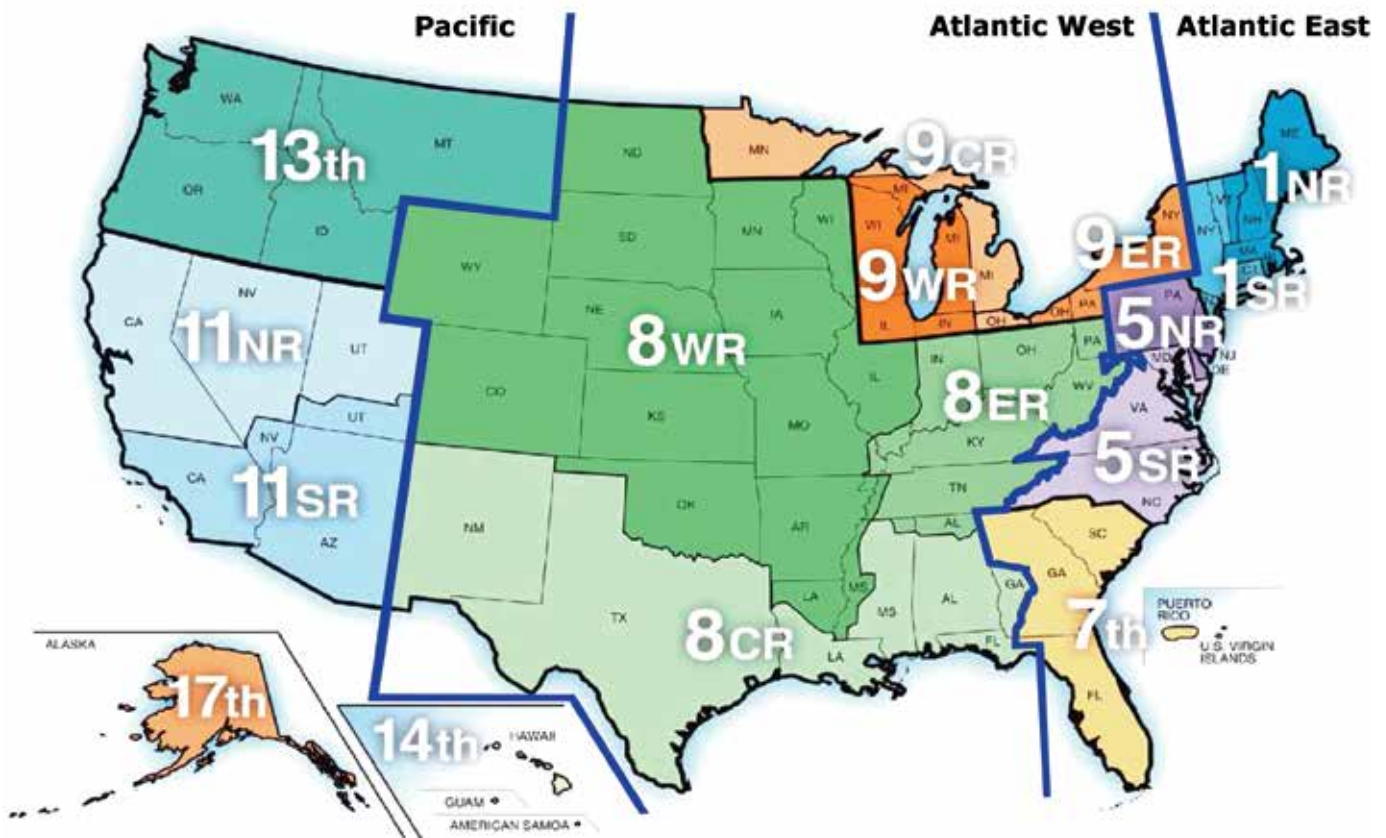 Pacific
Atlantic West
Atlantic East
WA
MT
ND
MN
9CR
ME
13th
OR
ID
1NR
VT
NH
NY
NY
MA
CT
WY
SD
MN
WI
MI
WI
MI
MI
9WR
9ER
1SR
CA
NV
11NR
UT
NE
IA
8WR
IL
IN
OH
OH
PA
PA
5NR
NJ
DE
MD
CO
KS
MO
IL
IN
OH
PA
WV
8ER
KY
VA
5SR
NC
UT
NV
CA
11SR
AZ
NM
OK
AR
TN
AL
SC
GA
GA
TX
LA
MS
MS
AL
8CR
LA
FL
7th
FL
PUERTO
RICO
U.S. VIRGIN
ISLANDS
ALASKA
17th
14th
HAWAII
GUAM
AMERICAN SAMOA